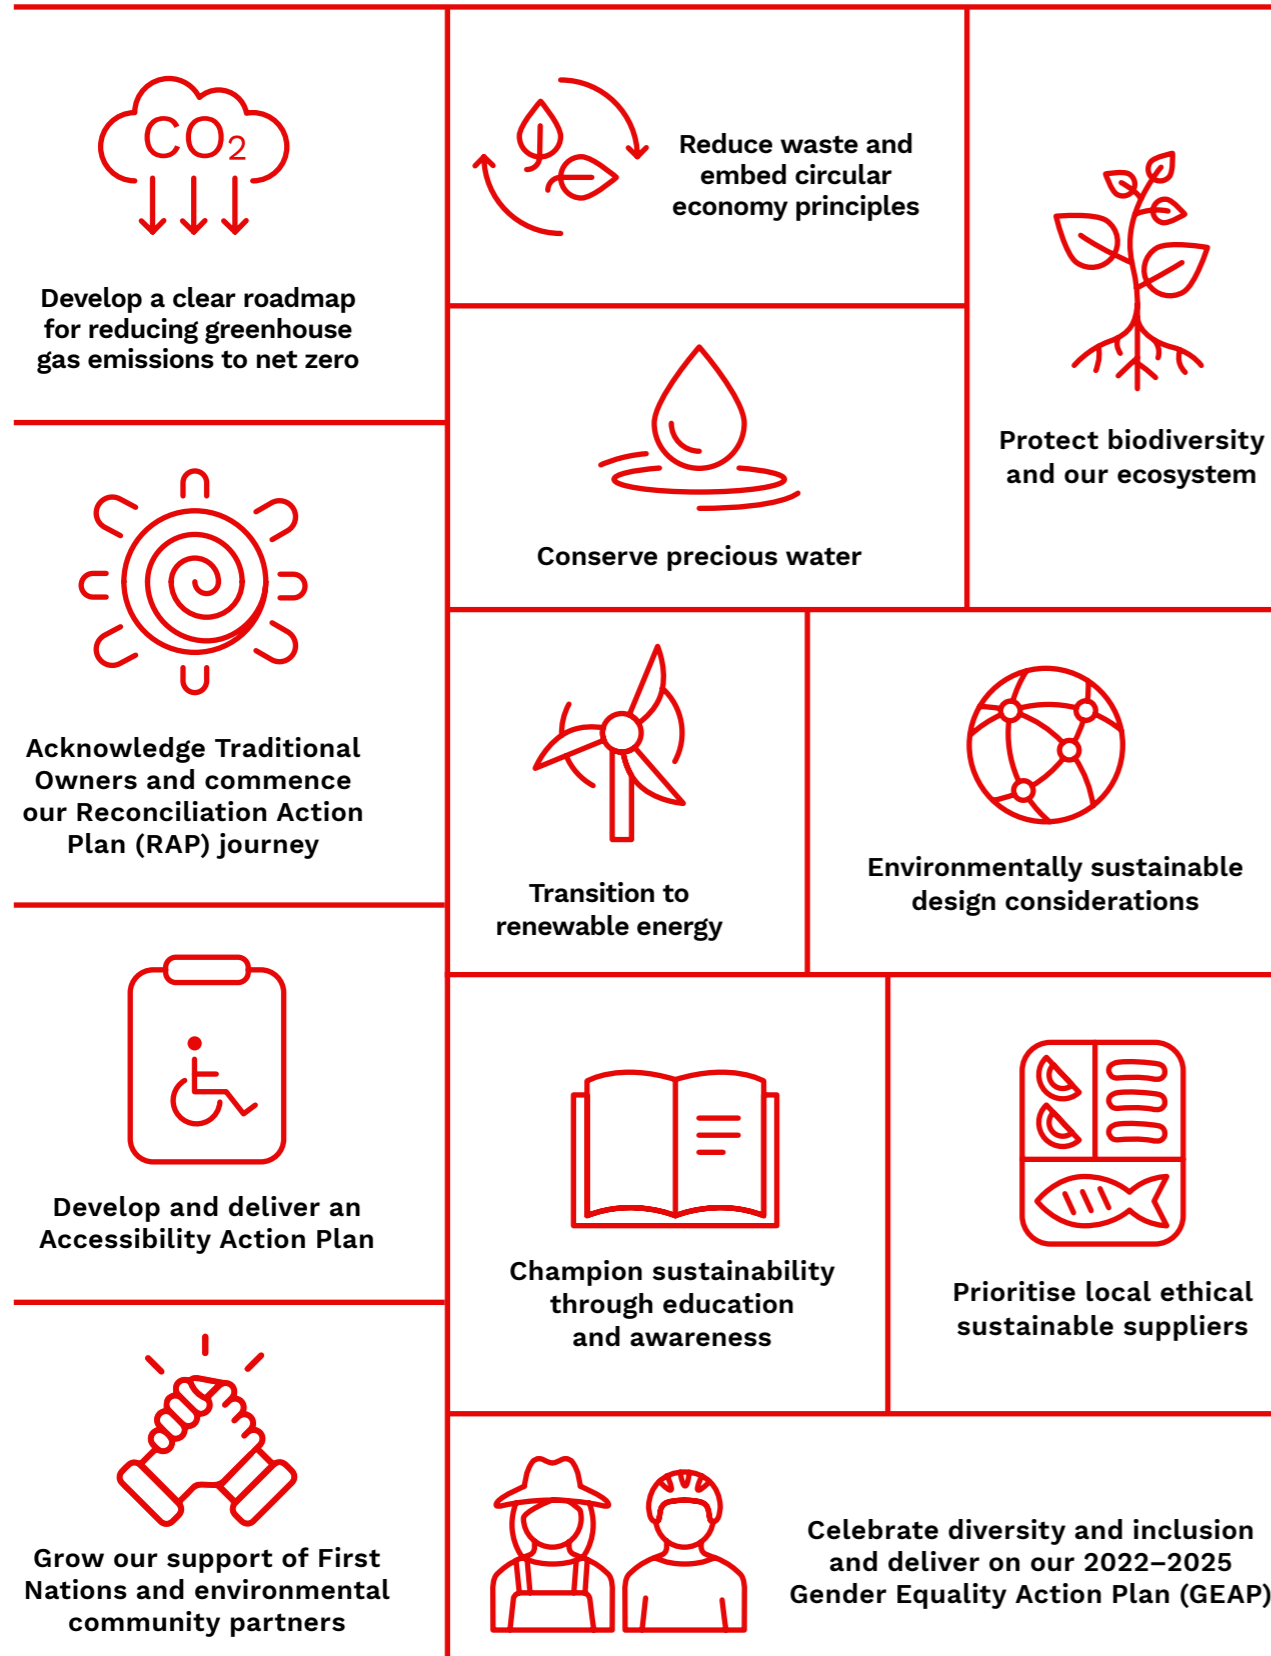 CO2
Develop a clear roadmap
for reducing greenhouse
gas emissions to net zero
Reduce waste and
embed circular
economy principles
Protect biodiversity
and our ecosystem
Conserve precious water
Acknowledge Traditional
Owners and commence
our Reconciliation Action
Plan (RAP) journey
Transition to
renewable energy
Environmentally sustainable
design considerations
Develop and deliver an
Accessibility Action Plan
Champion sustainability
through education
and awareness
Prioritise local ethical
sustainable suppliers
Grow our support of First
Nations and environmental
community partners
Celebrate diversity and inclusion
and deliver on our 2022–2025
Gender Equality Action Plan (GEAP)